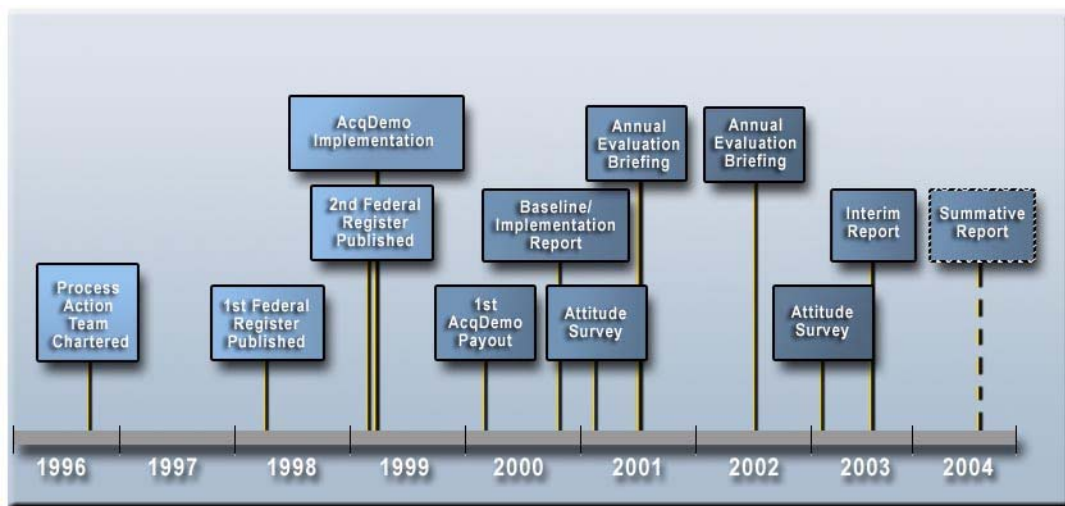 AcqDemo
Implementation
Annual
Evaluation
Briefing
Annual
Evaluation
Briefing
2nd Federal
Register
Published
Baseline/
Implementation
Report
Interim
Report
Summative
Report
Process
Action
Team
Chartered
1st Federal
Register
Published
1st
AcqDemo
Payout
Attitude
Survey
Attitude
Survey
1996 1997 1998 1999 2000 2001 2002 2003 2004